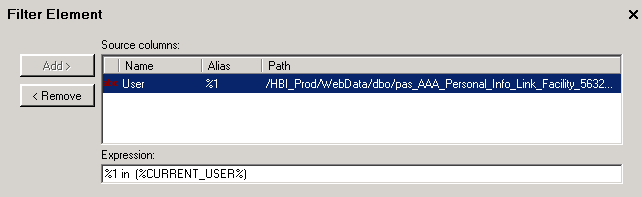 Filter Element
Source columns:
Add >
< Remove
Name Alias Path
User %1 /HBI_Prod/WebData/dbo/pas_AAA_Personal_Info_Link_Facility_5632...
Expression:
%1 in (%CURRENT_USER%)